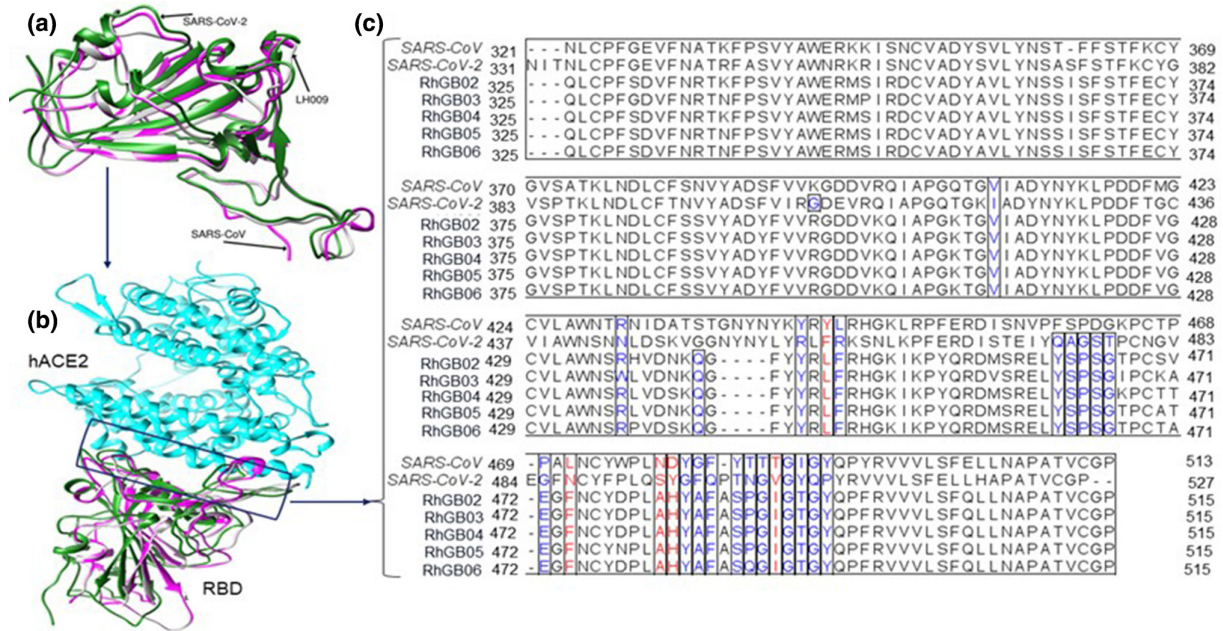 (a)
SARS-CoV-2
LH009
SARS-CoV
(b)
hACE2
RBD
(c)
SARS-CoV 321 ---NLCPFGEVFNATKFPSVYAWERKKISNCVADYSVLYNST-FFSTFKCY 369
SARS-CoV-2 331 NITNLCPFGEVFNATRFASVYAWNRKRISNCVADYSVLYNSASFSTFKCYG 382
RhGB02 325 ---QLCPFSDVFNRTNFPSVYAWERMSIRDCVADYAVLYNSSISFSTFECY 374
RhGB03 325 ---QLCPFSDVFNRTNFPSVYAWERMPIRDCVADYAVLYNSSISFSTFECY 374
RhGB04 325 ---QLCPFSDVFNRTNFPSVYAWERMSIRDCVADYAVLYNSSISFSTFECY 374
RhGB05 325 ---QLCPFSDVFNRTNFPSVYAWERMSIRDCVADYAVLYNSSISFSTFECY 374
RhGB06 325 ---QLCPFSDVFNRTNFPSVYAWERMSIRDCVADYAVLYNSSISFSTFECY 374
SARS-CoV 370 GVSATKLNDLCFSNVYADSFVVKGDDVRQIAPGQTGVIADYNYKLPDDFMG 423
SARS-CoV-2 383 VSPTKLNDLCFTNVYADSFVIRGDEVRQIAPGQTGKIADYNYKLPDDFTGC 436
RhGB02 375 GVSPTKLNDLCFSSVYADYFVVRGDDVKQIAPGKTGVIADYNYKLPDDFVG 428
RhGB03 375 GVSPTKLNDLCFSSVYADYFVVRGDDVKQIAPGKTGVIADYNYKLPDDFVG 428
RhGB04 375 GVSPTKLNDLCFSSVYADYFVVRGDDVKQIAPGKTGVIADYNYKLPDDFVG 428
RhGB05 375 GVSPTKLNDLCFSSVYADYFVVRGDDVKQIAPGKTGVIADYNYKLPDDFVG 428
RhGB06 375 GVSPTKLNDLCFSSVYADYFVVRGDDVKQIAPGKTGVIADYNYKLPDDFVG 428
SARS-CoV 424 CVLAWNTRNIDATSTGNYNYKYRYLRHGKLRPFERDISNVPFSPDGKPCTP 468
SARS-CoV-2 437 VIAWNSNNLDSKVGGNYNYLYRLFRKSNLKPFERDISTEIYQAGSTPCNGV 483
RhGB02 429 CVLAWNSRHVDNKQG----FYYRLFRHGKIKPYQRDMSRELYSPSGTPCSV 471
RhGB03 429 CVLAWNSWLVDNKQG----FYYRLFRHGKIKPYQRDMSRELYSPSGIPCKA 471
RhGB04 429 CVLAWNSRLVDSKQG----FYYRLFRHGKIKPYQRDMSRELYSPSGKPCTT 471
RhGB05 429 CVLAWNSRLVDSKQG----FYYRLFRHGKIKPYQRDMSRELYSPSGTPCAT 471
RhGB06 429 CVLAWNSRPVDNKQG----FYYRLFRHGKIKPYQRDMSRELYSPSGTPCTA 471
SARS-CoV 469 -PALNCYWPLNDYGF-YTTTGIGYQPYRVVVLSFELLNAPATVCGP 513
SARS-CoV-2 484 EGFNCYFPLQSYGFQPTNGVGYQPYRVVVLSFELLHAPATVCGP-- 527
RhGB02 472 -EGFNCYDPLAHYAFASPGIGTGYQPFRVVVLSFQLLNAPATVCGP 515
RhGB03 472 -EGFNCYDPLAHYAFASPGIGTGYQPFRVVVLSFQLLNAPATVCGP 515
RhGB04 472 -EGFNCYDPLAHYAFASPGIGTGYQPFRVVVLSFQLLNAPATVCGP 515
RhGB05 472 -EGFNCYNPLAHYAFASPGIGTGYQPFRVVVLSFQLLNAPATVCGP 515
RhGB06 472 -EGFNCYDPLAHYAFASQGIGTGYQPFRVVVLSFQLLNAPATVCGP 515